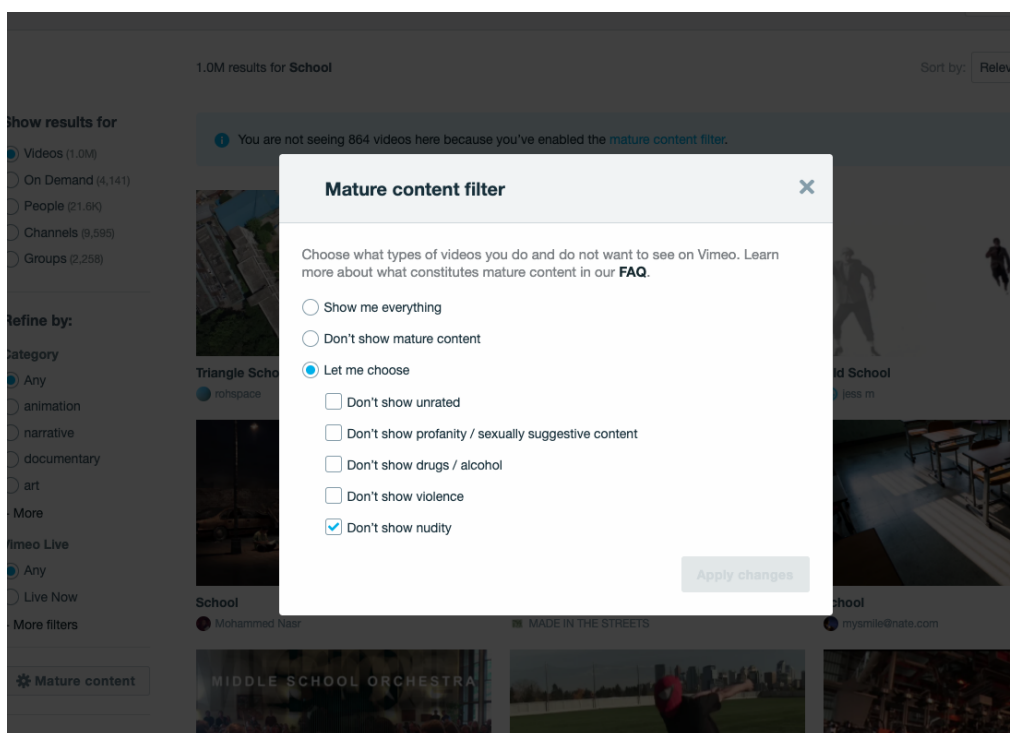 1.0M results for School
Sort by:
You are not seeing 864 videos here because you've enabled the mature content filter.
Show results for
Videos (1.0M)
On Demand (4,141)
People (21.6K)
Channels (9,595)
Groups (2,258)
Refine by:
Category
Any
animation
narrative
documentary
art
More
Vimeo Live
Any
Live Now
More filters
Mature content
Mature content filter
Choose what types of videos you do and do not want to see on Vimeo. Learn
more about what constitutes mature content in our FAQ.
Show me everything
Don't show mature content
Let me choose
Don't show unrated
Don't show profanity / sexually suggestive content
Don't show drugs / alcohol
Don't show violence
Don't show nudity
Apply changes
Triangle Scho
rohspace
ld School
jess m
School
Mohammed Nasr
MADE IN THE STREETS
chool
mysmile@nate.com
MIDDLE SCHOOL ORCHESTRA